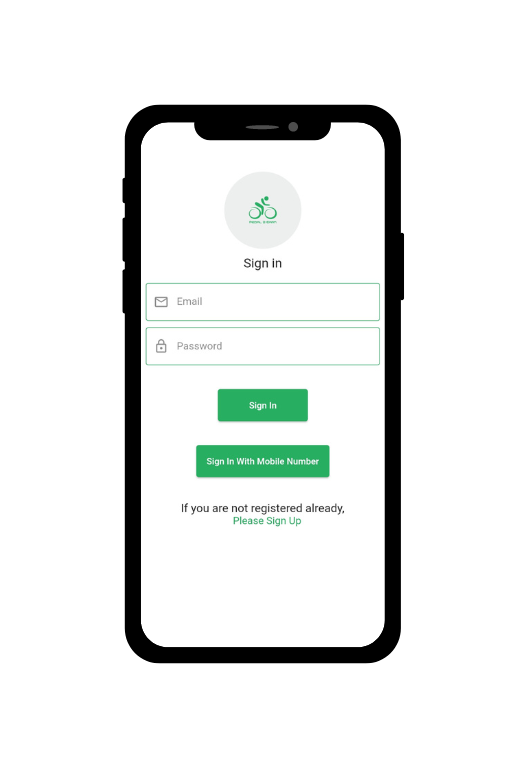 Sign in
Email
Password
Sign In
Sign In With Mobile Number
If you are not registered already,
Please Sign Up